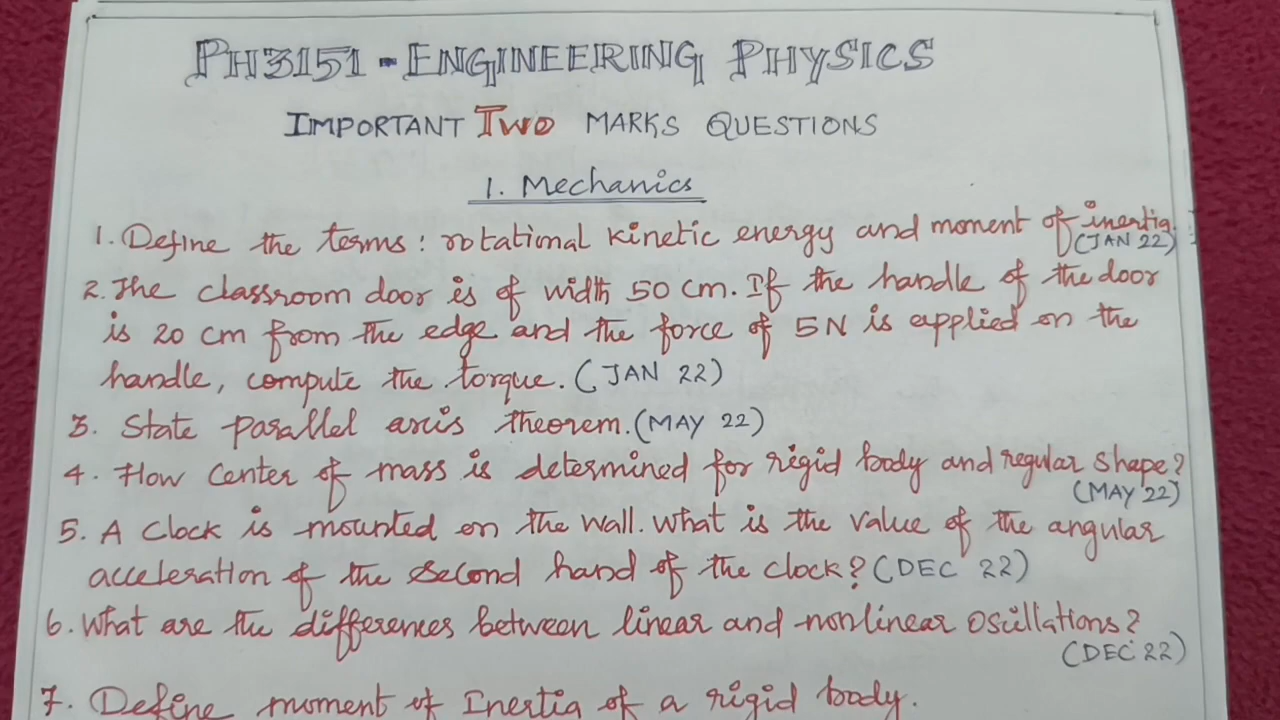 PH3151 - ENGINEERING PHYSICS
IMPORTANT TWO MARKS QUESTIONS
1. Mechanics
1. Define the terms: rotational kinetic energy and moment of inertia.
(JAN 22)
2. The classroom door is of width 50 cm. If the handle of the door
is 20 cm from the edge and the force of 5N is applied on the
handle, compute the torque. (JAN 22)
3. State parallel axis theorem. (MAY 22)
4. How center of mass is determined for rigid body and regular shape?
(MAY 22)
5. A clock is mounted on the wall. What is the value of the angular
acceleration of the second hand of the clock? (DEC 22)
6. What are the differences between linear and nonlinear oscillations?
(DEC 22)
7. Define moment of Inertia of a rigid body.